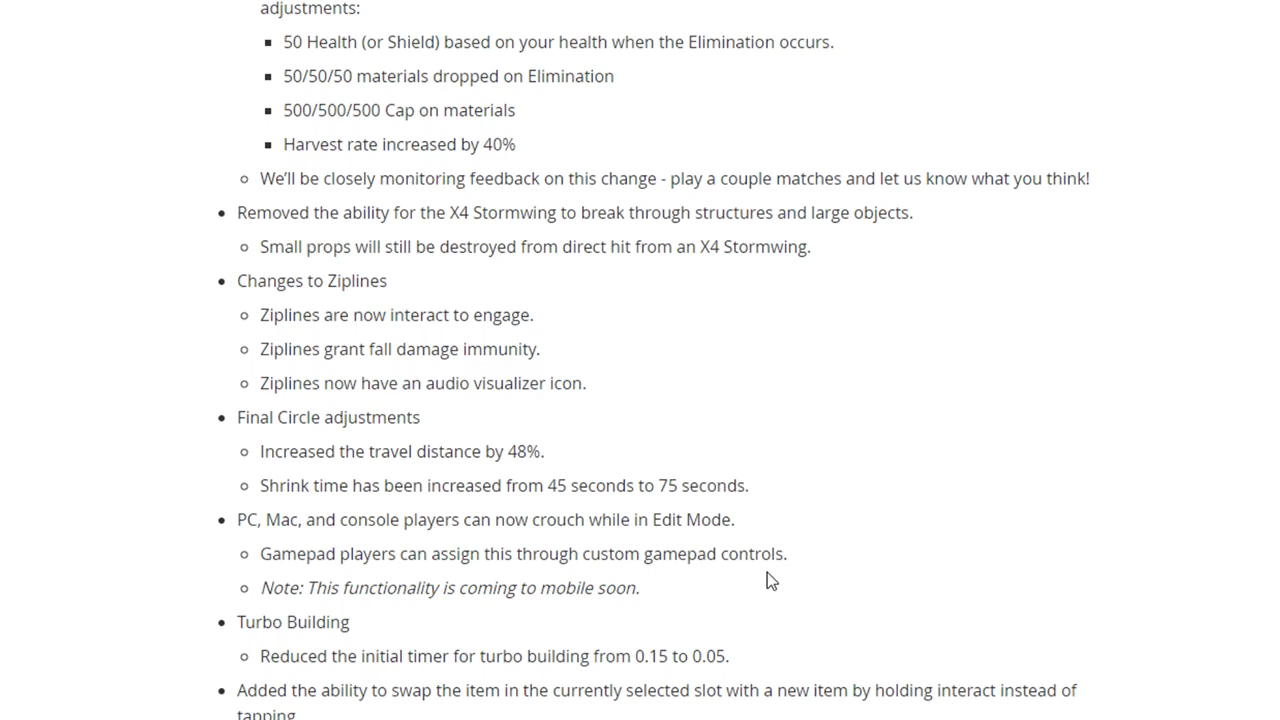 adjustments:
50 Health (or Shield) based on your health when the Elimination occurs.
50/50/50 materials dropped on Elimination
500/500/500 Cap on materials
Harvest rate increased by 40%
We’ll be closely monitoring feedback on this change - play a couple matches and let us know what you think!
Removed the ability for the X4 Stormwing to break through structures and large objects.
Small props will still be destroyed from direct hit from an X4 Stormwing.
Changes to Ziplines
Ziplines are now interact to engage.
Ziplines grant fall damage immunity.
Ziplines now have an audio visualizer icon.
Final Circle adjustments
Increased the travel distance by 48%.
Shrink time has been increased from 45 seconds to 75 seconds.
PC, Mac, and console players can now crouch while in Edit Mode.
Gamepad players can assign this through custom gamepad controls.
Note: This functionality is coming to mobile soon.
Turbo Building
Reduced the initial timer for turbo building from 0.15 to 0.05.
Added the ability to swap the item in the currently selected slot with a new item by holding interact instead of
tapping